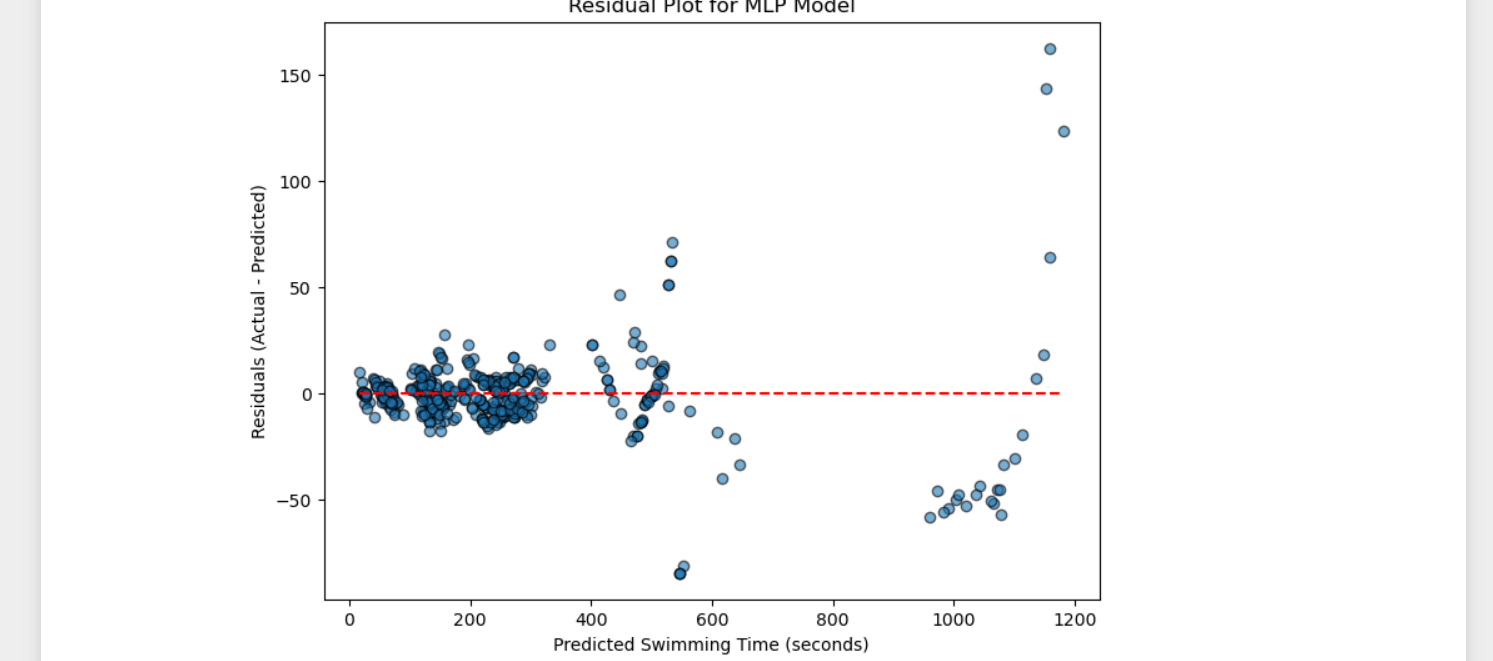 Residual Plot for MLP Model
150
100
50
0
−50
Residuals (Actual - Predicted)
0 200 400 600 800 1000 1200
Predicted Swimming Time (seconds)